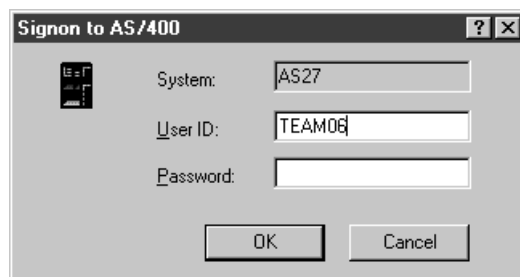 Signon to AS/400
System: AS27
User ID: TEAM06
Password:
OK Cancel